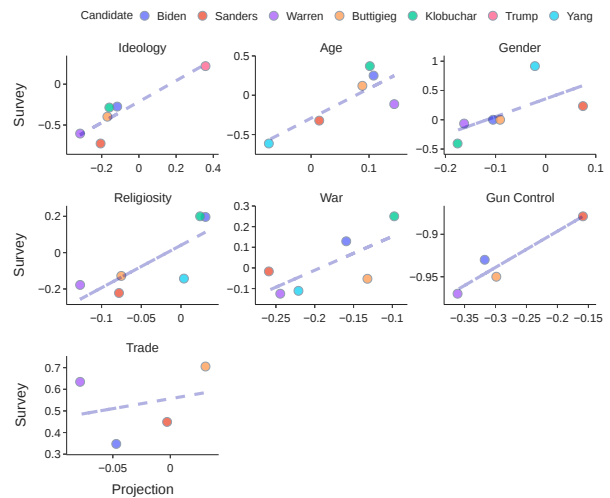 Candidate Biden Sanders Warren Buttigieg Klobuchar Trump Yang
Ideology Age Gender
Survey
0
−0.5
−0.2 0 0.2 0.4
0.5
0
−0.5
0 0.1
1
0.5
0
−0.5
−0.2 −0.1 0 0.1
Religiosity War Gun Control
Survey
0.2
0
−0.2
−0.1 −0.05 0
0.3
0.2
0.1
0
−0.1
−0.25 −0.2 −0.15 −0.1
−0.9
−0.95
−0.35 −0.3 −0.25 −0.2 −0.15
Trade
Survey
0.7
0.6
0.5
0.4
0.3
−0.05 0
Projection